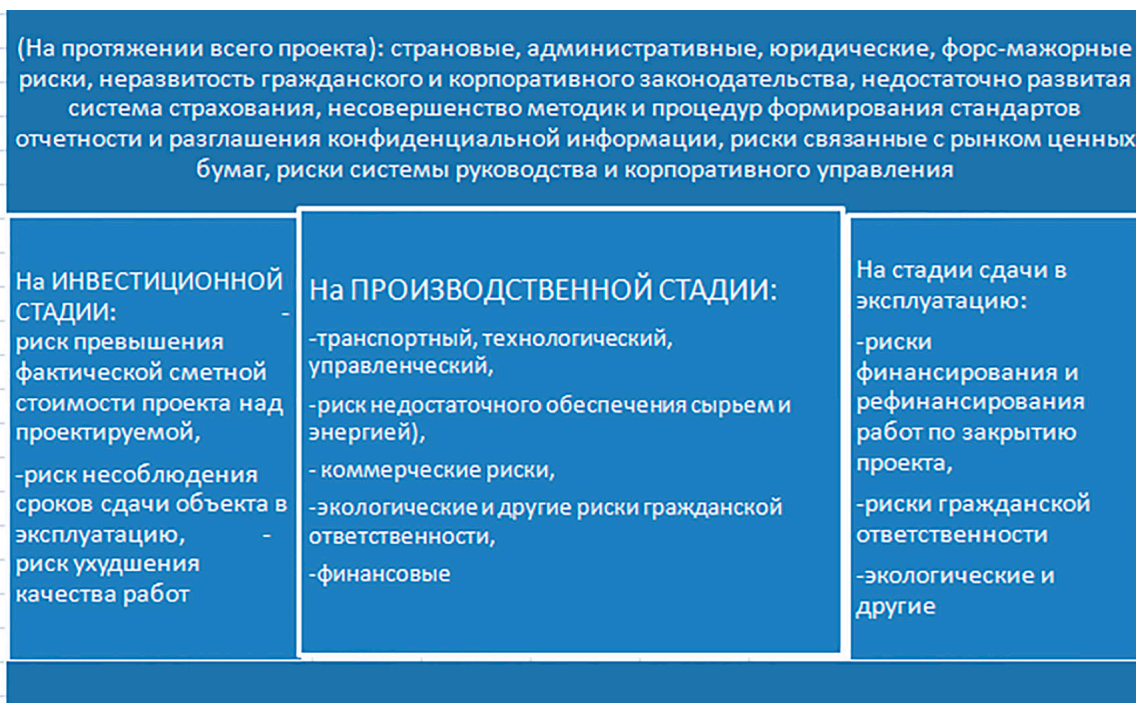 (На протяжении всего проекта): страновые, административные, юридические, форс-мажорные
риски, неразвитость гражданского и корпоративного законодательства, недостаточно развитая
система страхования, несовершенство методик и процедур формирования стандартов
отчетности и разглашения конфиденциальной информации, риски связанные с рынком ценных
бумаг, риски системы руководства и корпоративного управления
На ИНВЕСТИЦИОННОЙ
СТАДИИ: -
риск превышения
фактической сметной
стоимости проекта над
проектируемой,
-риск несоблюдения
сроков сдачи объекта в
эксплуатацию, -
риск ухудшения
качества работ
На ПРОИЗВОДСТВЕННОЙ СТАДИИ:
-транспортный, технологический,
управленческий,
-риск недостаточного обеспечения сырьем и
энергией),
- коммерческие риски,
-экологические и другие риски гражданской
ответственности,
-финансовые
На стадии сдачи в
эксплуатацию:
-риски
финансирования и
рефинансирования
работ по закрытию
проекта,
-риски гражданской
ответственности
-экологические и
другие